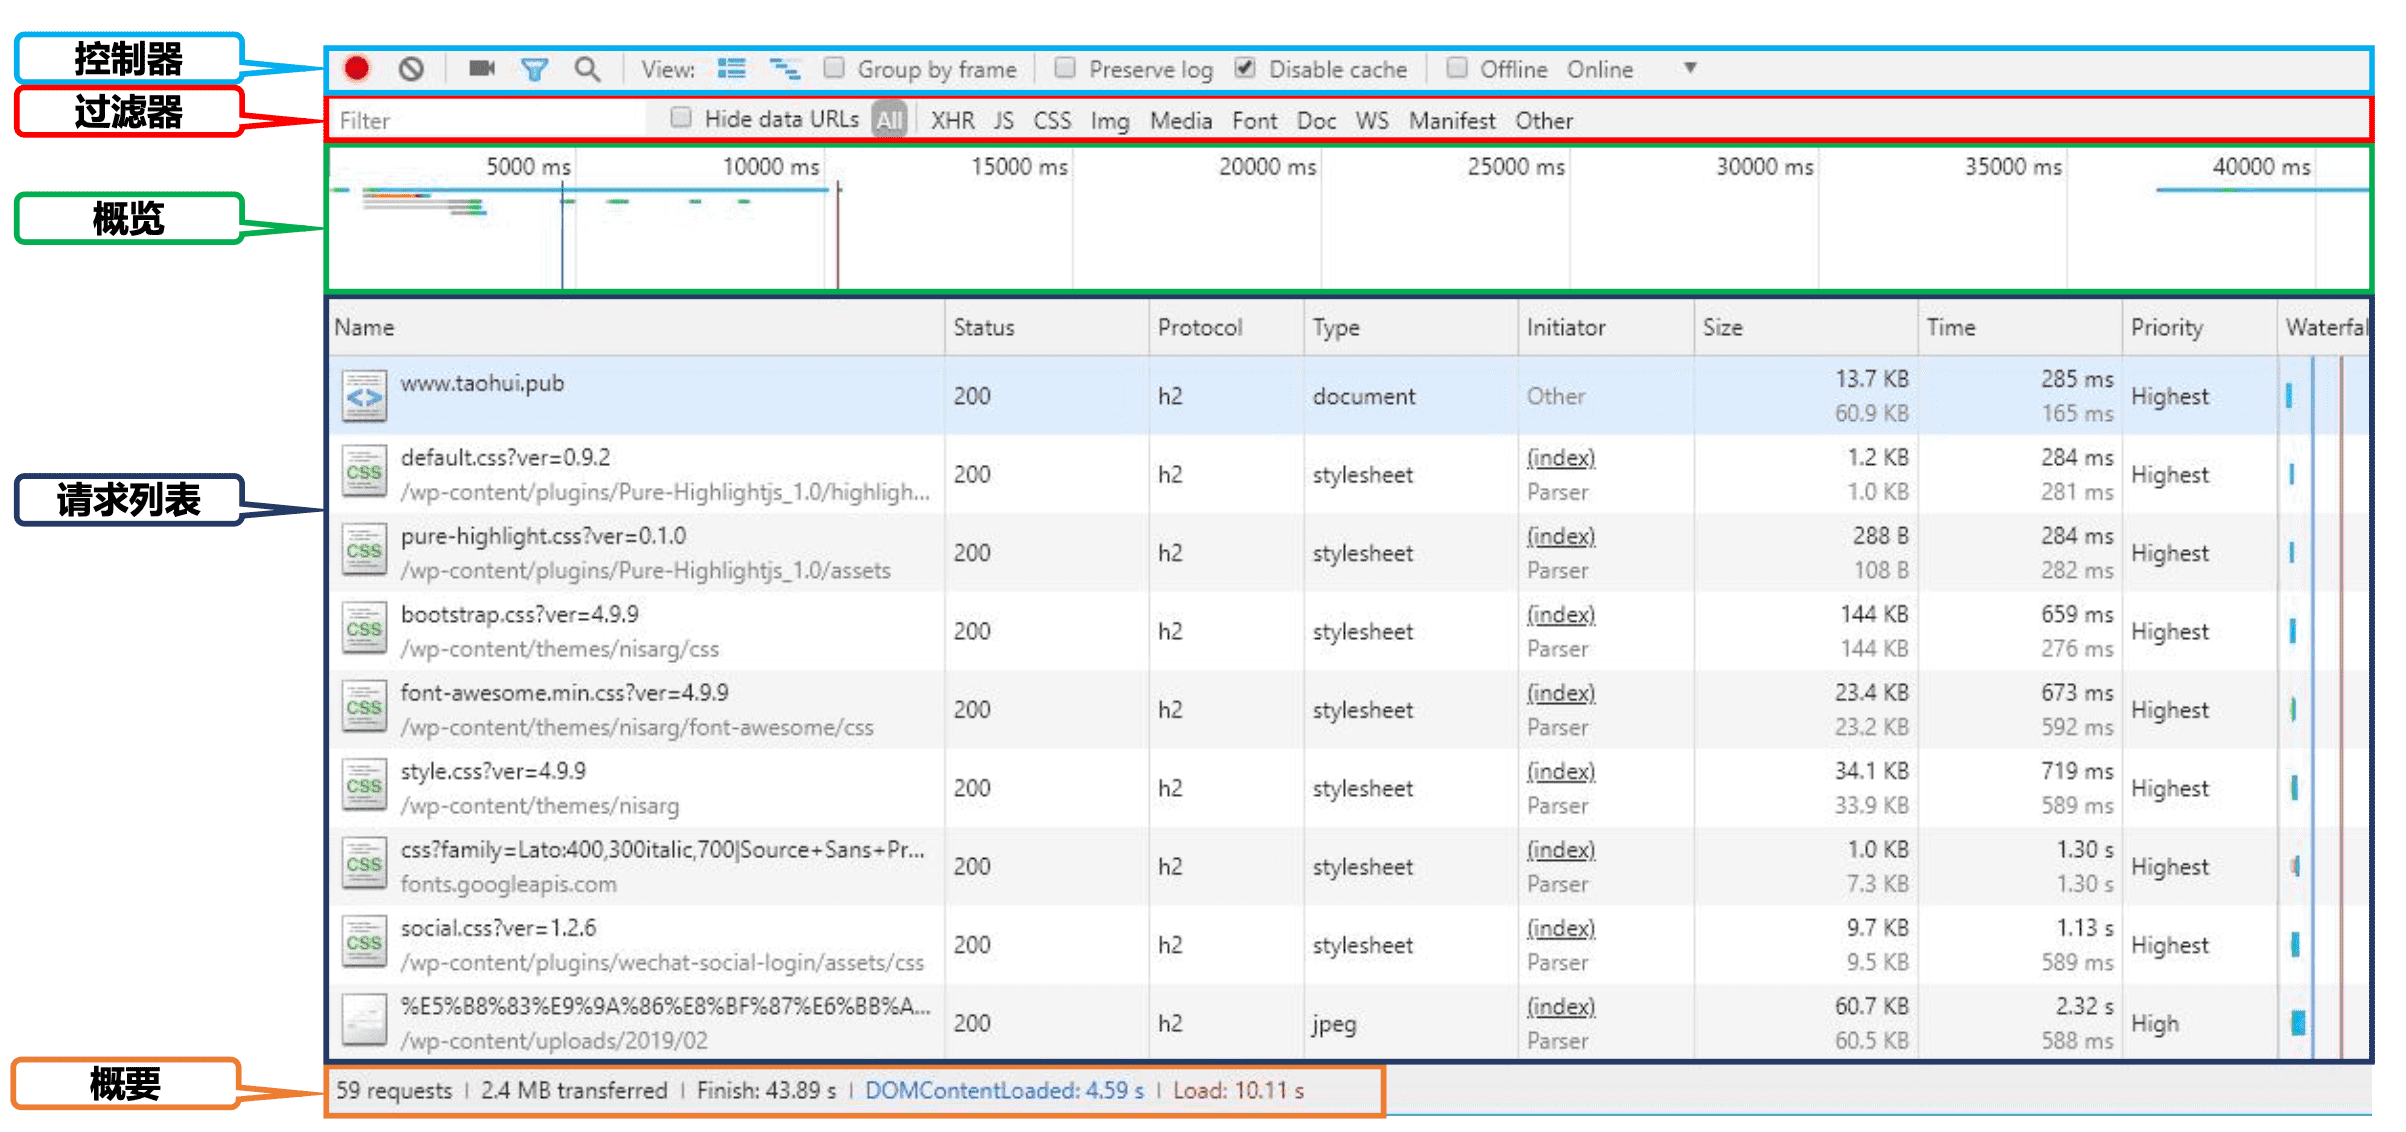 控制器
View: Group by frame Preserve log Disable cache Offline Online
过滤器
Filter Hide data URLs All XHR JS CSS Img Media Font Doc WS Manifest Other
概览
5000 ms 10000 ms 15000 ms 20000 ms 25000 ms 30000 ms 35000 ms 40000 ms
请求列表
Name Status Protocol Type Initiator Size Time Priority Waterfal
www.taohui.pub 200 h2 document Other 13.7 KB 285 ms Highest
60.9 KB 165 ms
CSS default.css?ver=0.9.2 200 h2 stylesheet (index) 1.2 KB 284 ms Highest
/wp-content/plugins/Pure-Highlightjs_1.0/highligh... Parser 1.0 KB 281 ms
CSS pure-highlight.css?ver=0.1.0 200 h2 stylesheet (index) 288 B 284 ms Highest
/wp-content/plugins/Pure-Highlightjs_1.0/assets Parser 108 B 282 ms
CSS bootstrap.css?ver=4.9.9 200 h2 stylesheet (index) 144 KB 659 ms Highest
/wp-content/themes/nisarg/css Parser 144 KB 276 ms
CSS font-awesome.min.css?ver=4.9.9 200 h2 stylesheet (index) 23.4 KB 673 ms Highest
/wp-content/themes/nisarg/font-awesome/css Parser 23.2 KB 592 ms
CSS style.css?ver=4.9.9 200 h2 stylesheet (index) 34.1 KB 719 ms Highest
/wp-content/themes/nisarg Parser 33.9 KB 589 ms
CSS css?family=Lato:400,300italic,700|Source+Sans+Pr... 200 h2 stylesheet (index) 1.0 KB 1.30 s Highest
fonts.googleapis.com Parser 7.3 KB 1.30 s
CSS social.css?ver=1.2.6 200 h2 stylesheet (index) 9.7 KB 1.13 s Highest
/wp-content/plugins/wechat-social-login/assets/css Parser 9.5 KB 589 ms
%E5%B8%83%E9%9A%86%E8%BF%87%E6%BB%A... 200 h2 jpeg (index) 60.7 KB 2.32 s High
/wp-content/uploads/2019/02 Parser 60.5 KB 588 ms
概要
59 requests | 2.4 MB transferred | Finish: 43.89 s | DOMContentLoaded: 4.59 s | Load: 10.11 s